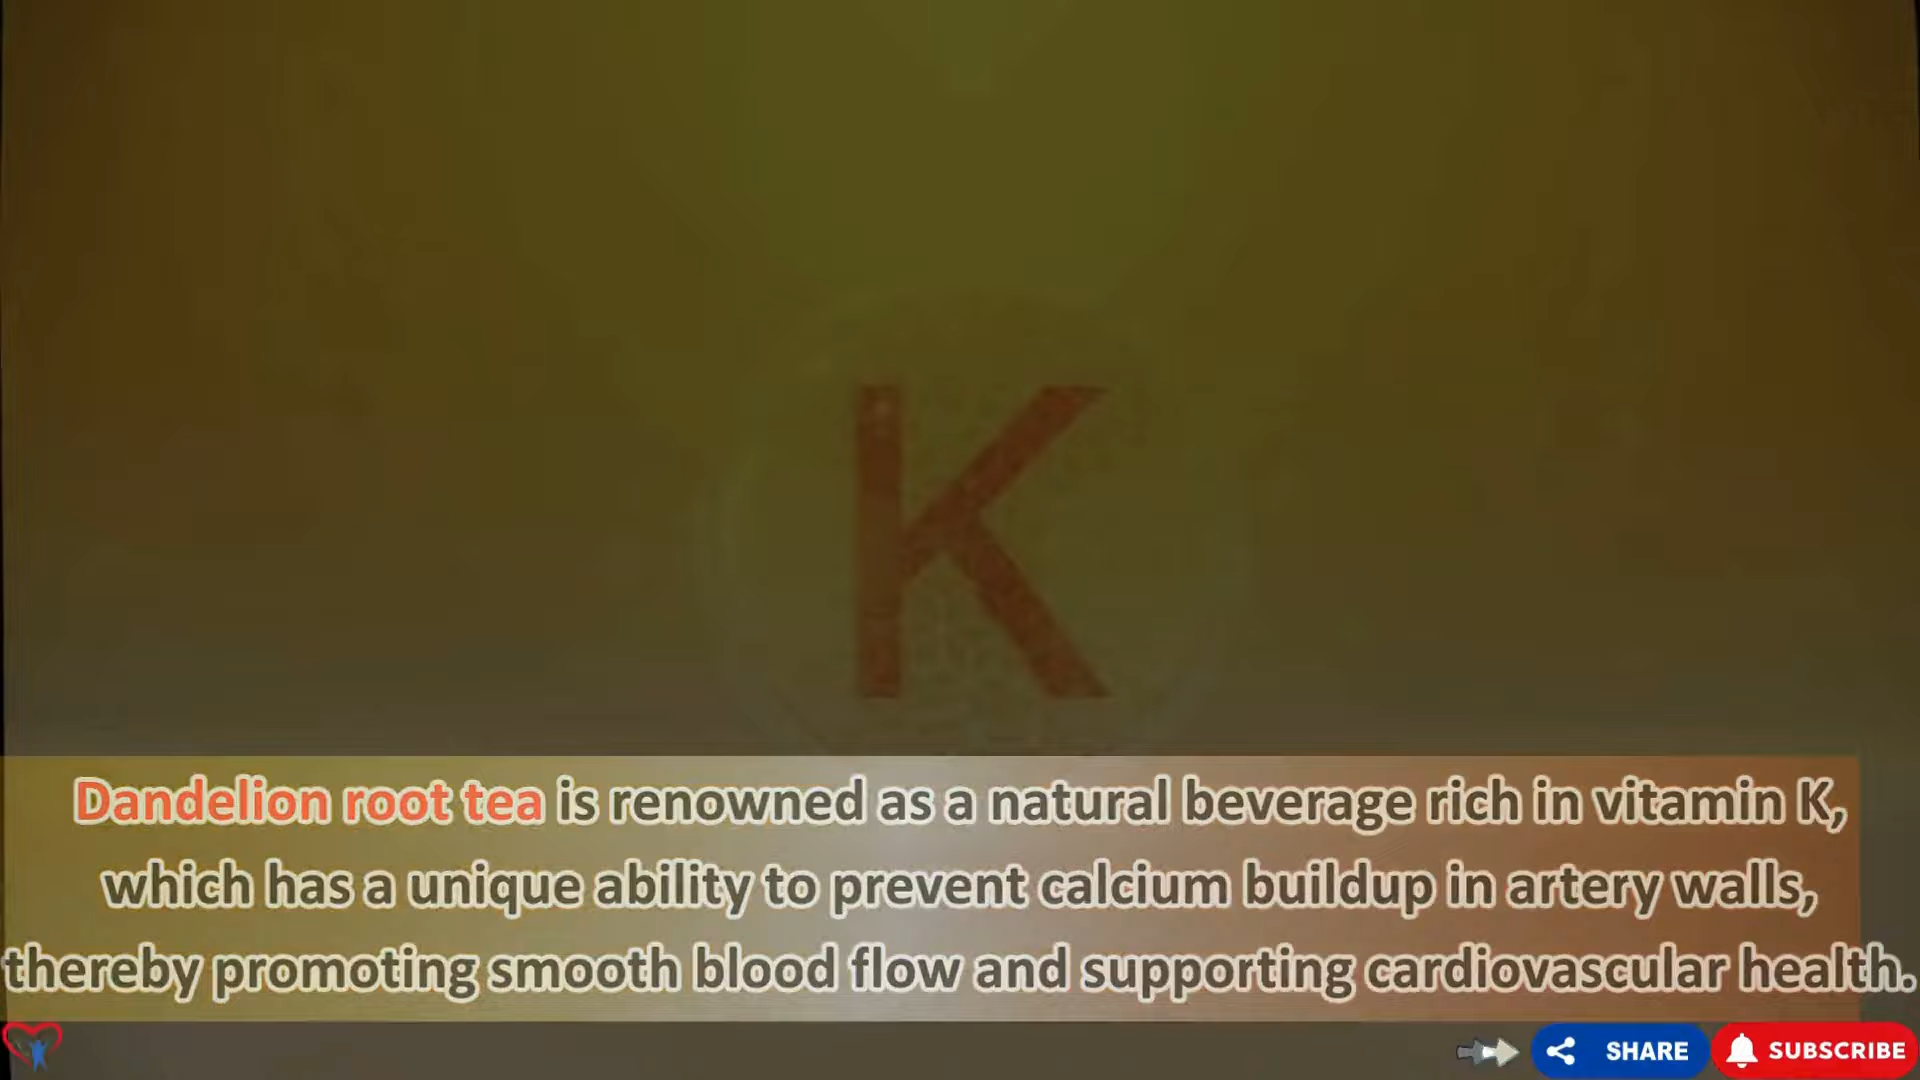 K
Dandelion root tea is renowned as a natural beverage rich in vitamin K,
which has a unique ability to prevent calcium buildup in artery walls,
thereby promoting smooth blood flow and supporting cardiovascular health.
SHARE
SUBSCRIBE